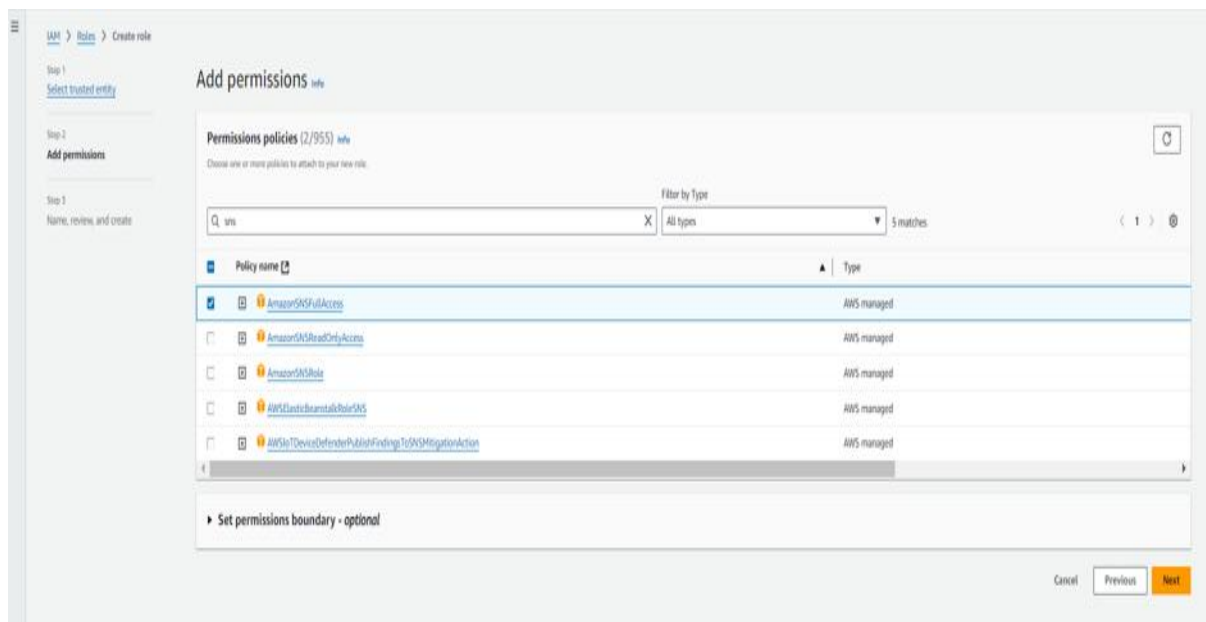 IAM > Roles > Create role
Step 1
Select trusted entity
Step 2
Add permissions
Step 3
Name, review, and create
Add permissions Info
Permissions policies (2/955) Info
Choose one or more policies to attach to your new role.
Filter by Type
sns
All types
5 matches
1
Policy name
Type
AmazonSNSFullAccess
AWS managed
AmazonSNSReadOnlyAccess
AWS managed
AmazonSNSRole
AWS managed
AWSElasticBeanstalkRoleSNS
AWS managed
AWSIoTDeviceDefenderPublishFindingsToSNSMitigationAction
AWS managed
Set permissions boundary - optional
Cancel
Previous
Next